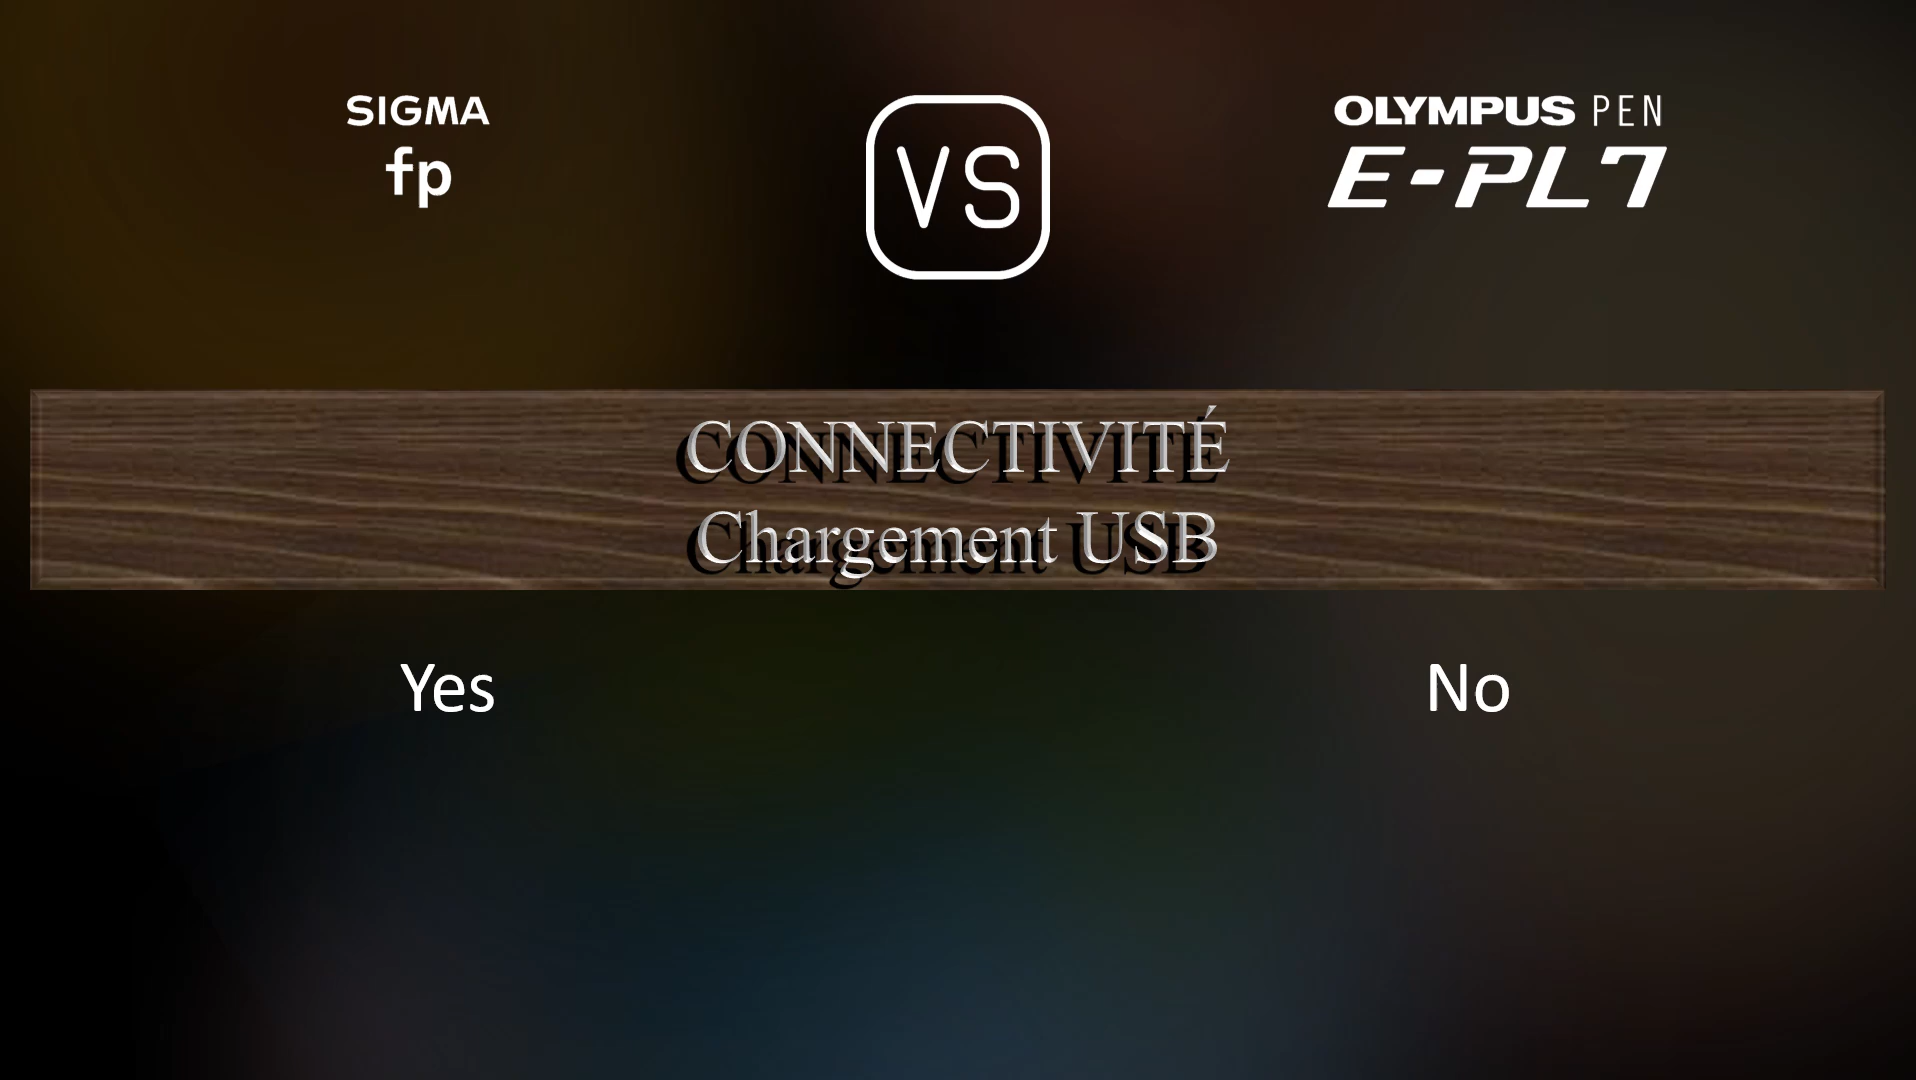 SIGMA
fp
VS
OLYMPUS PEN
E-PL7
CONNECTIVITÉ
Chargement USB
Yes
No